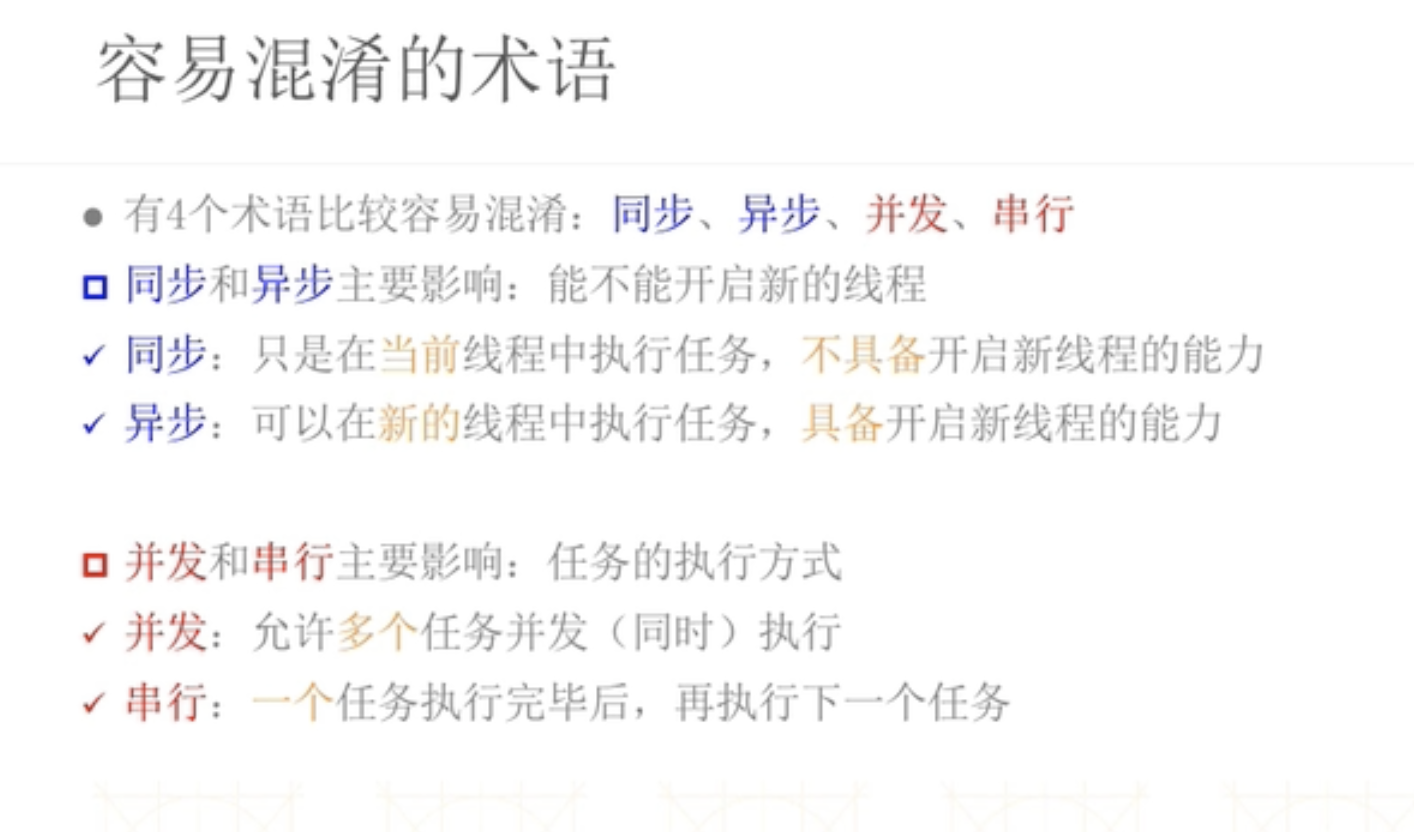 容易混淆的术语
有4个术语比较容易混淆：同步、异步、并发、串行
同步和异步主要影响：能不能开启新的线程
同步：只是在当前线程中执行任务，不具备开启新线程的能力
异步：可以在新的线程中执行任务，具备开启新线程的能力
并发和串行主要影响：任务的执行方式
并发：允许多个任务并发（同时）执行
串行：一个任务执行完毕后，再执行下一个任务